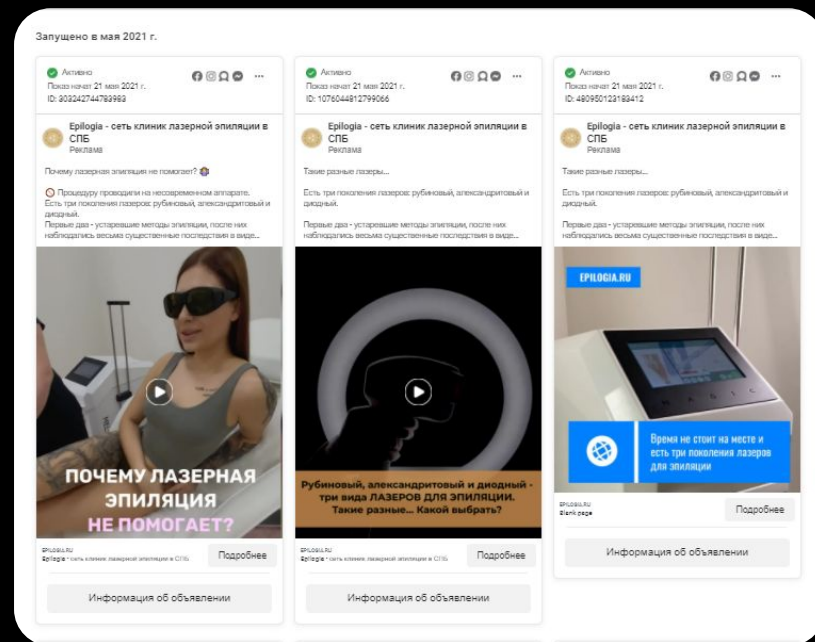 Запущено в мая 2021 г.
Активно
Показ начат 21 мая 2021 г.
ID: 303242744783983
Epilogia - сеть клиник лазерной эпиляции в
СПБ
Реклама
Почему лазерная эпиляция не помогает?
Процедуру проводили на несовременном аппарате.
Есть три поколения лазеров: рубиновый, александритовый и
диодный.
Первые два - устаревшие методы эпиляции, после них
наблюдались весьма существенные последствия в виде...
ПОЧЕМУ ЛАЗЕРНАЯ
ЭПИЛЯЦИЯ
НЕ ПОМОГАЕТ?
EPILOGIA.RU
Epilogia - сеть клиник лазерной эпиляции в СПБ
Подробнее
Информация об объявлении
Активно
Показ начат 21 мая 2021 г.
ID: 1076044812799066
Epilogia - сеть клиник лазерной эпиляции в
СПБ
Реклама
Такие разные лазеры...
Есть три поколения лазеров: рубиновый, александритовый и
диодный.
Первые два - устаревшие методы эпиляции, после них
наблюдались весьма существенные последствия в виде...
Рубиновый, александритовый и диодный -
три вида ЛАЗЕРОВ ДЛЯ ЭПИЛЯЦИИ.
Такие разные... Какой выбрать?
EPILOGIA.RU
Epilogia - сеть клиник лазерной эпиляции в СПБ
Подробнее
Информация об объявлении
Активно
Показ начат 21 мая 2021 г.
ID: 480950123183412
Epilogia - сеть клиник лазерной эпиляции в
СПБ
Реклама
Такие разные лазеры...
Есть три поколения лазеров: рубиновый, александритовый и
диодный.
Первые два - устаревшие методы эпиляции, после них
наблюдались весьма существенные последствия в виде...
EPILOGIA.RU
MAGIC
Время не стоит на месте и
есть три поколения лазеров
для эпиляции
EPILOGIA.RU
Blank page
Подробнее
Информация об объявлении